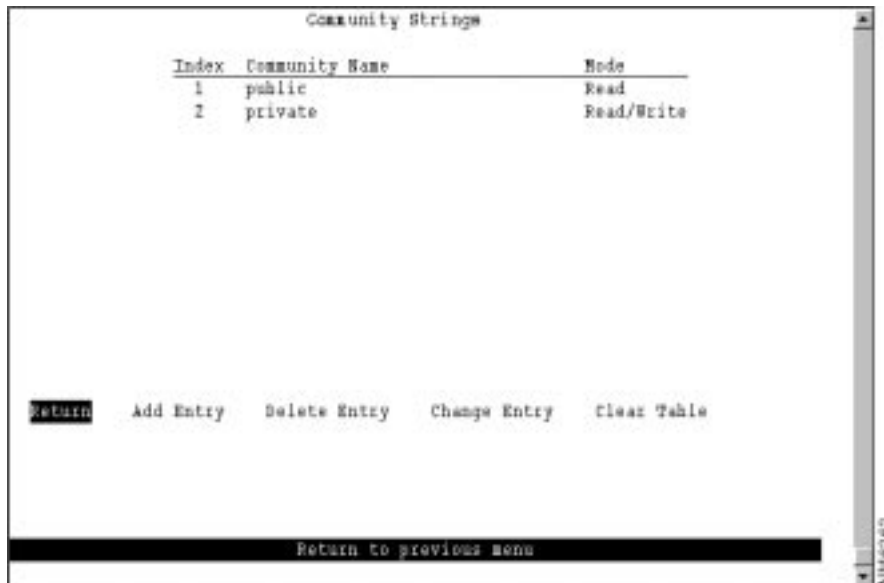 Community Strings
Index Community Name Mode
1 public Read
2 private Read/Write
Return Add Entry Delete Entry Change Entry Clear Table
Return to previous menu